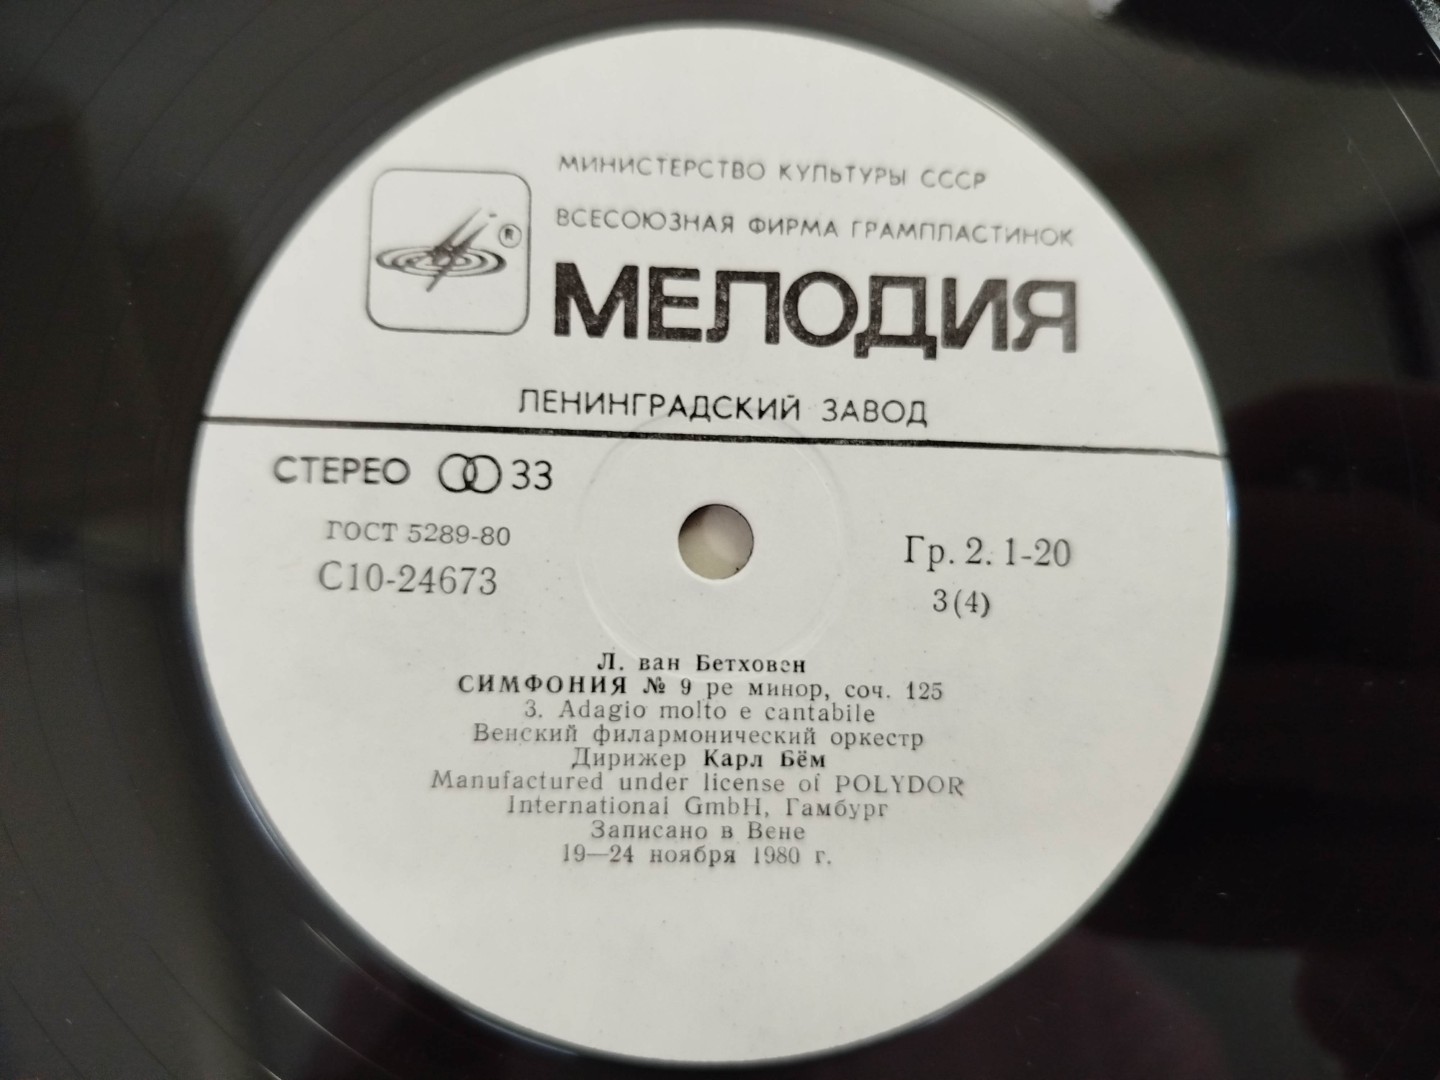 МИНИСТЕРСТВО КУЛЬТУРЫ СССР
ВСЕСОЮЗНАЯ ФИРМА ГРАМПЛАСТИНОК
®
МЕЛОДИЯ
ЛЕНИНГРАДСКИЙ ЗАВОД
СТЕРЕО 33
ГОСТ 5289-80
С10-24673
Гр. 2. 1-20
3(4)
Л. ван Бетховен
СИМФОНИЯ № 9 ре минор, соч. 125
3. Adagio molto e cantabile
Венский филармонический оркестр
Дирижер Карл Бём
Manufactured under license of POLYDOR
International GmbH, Гамбург
Записано в Вене
19—24 ноября 1980 г.